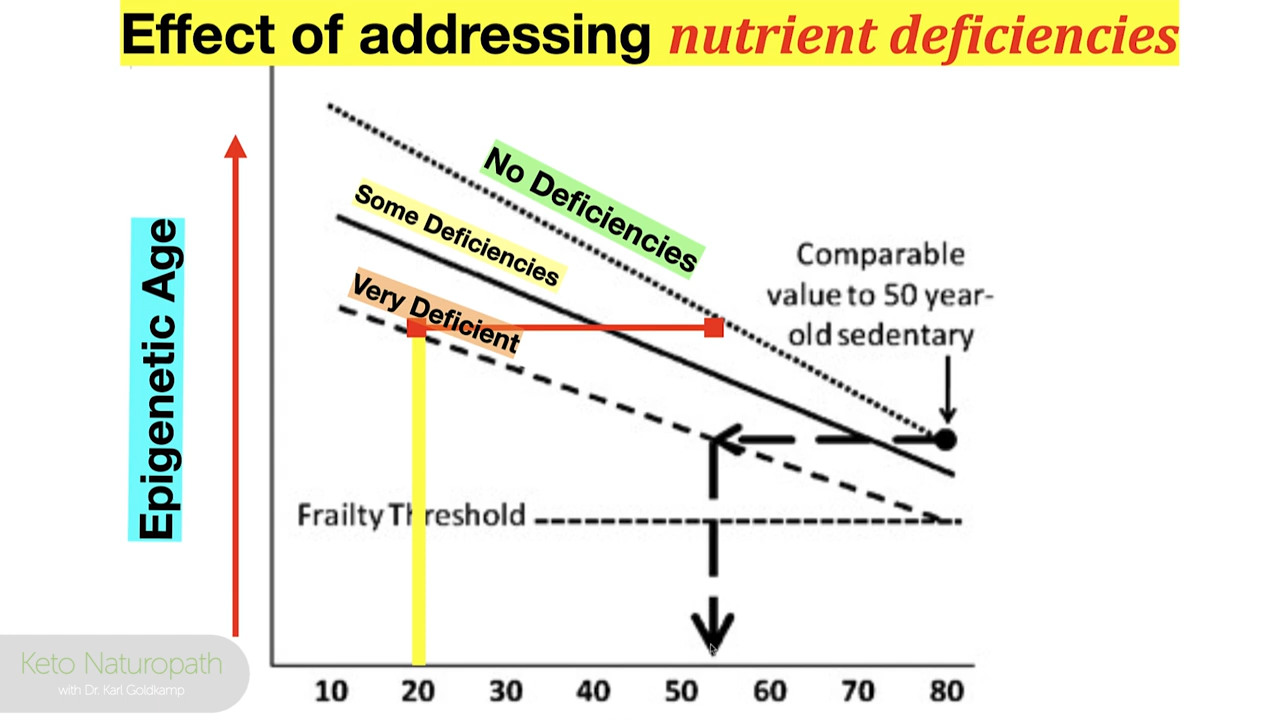 Effect of addressing nutrient deficiencies
No Deficiencies
Some Deficiencies
Very Deficient
Comparable
value to 50 year-
old sedentary
Epigenetic Age
Frailty Threshold
10 20 30 40 50 60 70 80
Keto Naturopath
with Dr. Karl Goldkamp